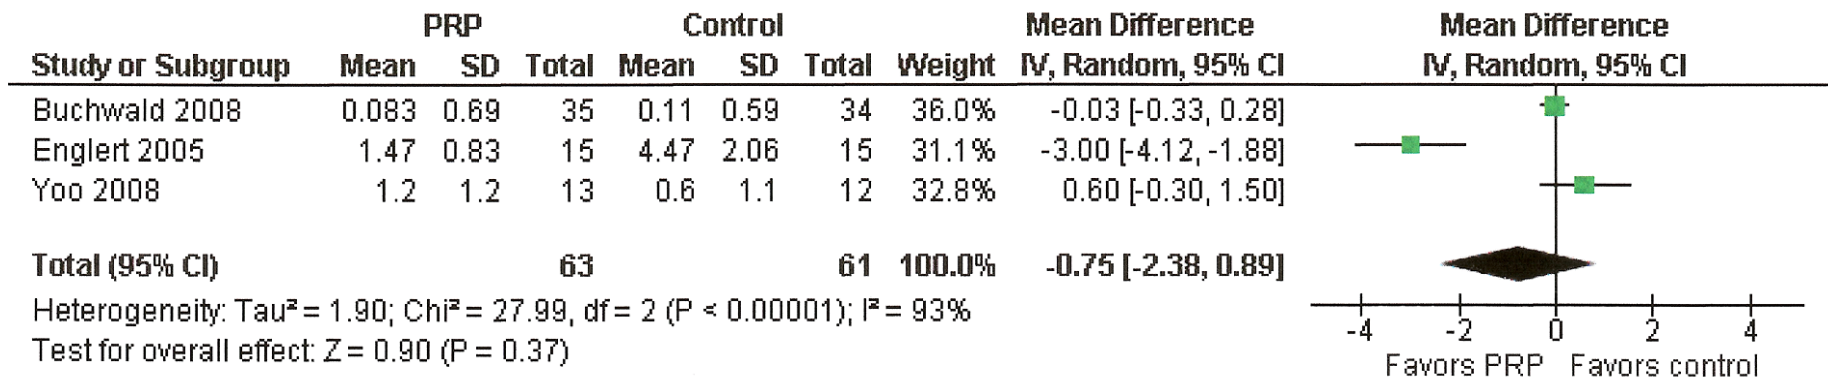 PRP Control Mean Difference Mean Difference
Study or Subgroup Mean SD Total Mean SD Total Weight IV, Random, 95% CI IV, Random, 95% CI
Buchwald 2008 0.083 0.69 35 0.11 0.59 34 36.0% -0.03 [-0.33, 0.28]
Englert 2005 1.47 0.83 15 4.47 2.06 15 31.1% -3.00 [-4.12, -1.88]
Yoo 2008 1.2 1.2 13 0.6 1.1 12 32.8% 0.60 [-0.30, 1.50]
Total (95% CI) 63 61 100.0% -0.75 [-2.38, 0.89]
Heterogeneity: Tau² = 1.90; Chi² = 27.99, df = 2 (P < 0.00001); I² = 93%
Test for overall effect: Z = 0.90 (P = 0.37)
-4 -2 0 2 4
Favors PRP Favors control